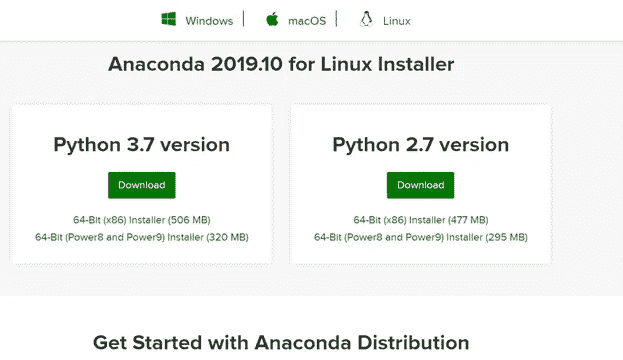 Windows macOS Linux
Anaconda 2019.10 for Linux Installer
Python 3.7 version
Download
64-Bit (x86) Installer (506 MB)
64-Bit (Power8 and Power9) Installer (320 MB)
Python 2.7 version
Download
64-Bit (x86) Installer (477 MB)
64-Bit (Power8 and Power9) Installer (295 MB)
Get Started with Anaconda Distribution